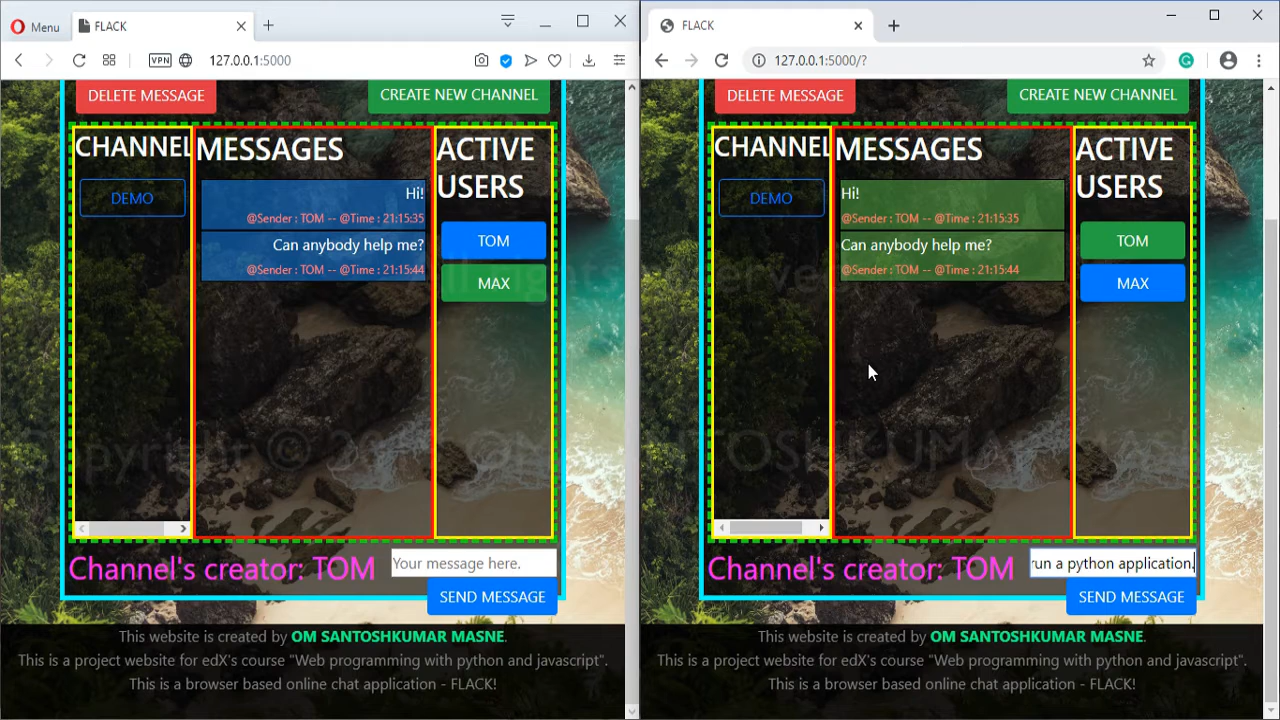 Menu
FLACK
FLACK
VPN
127.0.0.1:5000
127.0.0.1:5000/?
DELETE MESSAGE
CREATE NEW CHANNEL
CHANNEL
MESSAGES
ACTIVE
USERS
DEMO
Hi!
@Sender : TOM -- @Time : 21:15:35
Can anybody help me?
@Sender : TOM -- @Time : 21:15:44
TOM
MAX
Channel's creator: TOM
Your message here.
SEND MESSAGE
This website is created by OM SANTOSHKUMAR MASNE.
This is a project website for edX's course "Web programming with python and javascript".
This is a browser based online chat application - FLACK!
DELETE MESSAGE
CREATE NEW CHANNEL
CHANNEL
MESSAGES
ACTIVE
USERS
DEMO
Hi!
@Sender : TOM -- @Time : 21:15:35
Can anybody help me?
@Sender : TOM -- @Time : 21:15:44
TOM
MAX
Channel's creator: TOM
run a python application.
SEND MESSAGE
This website is created by OM SANTOSHKUMAR MASNE.
This is a project website for edX's course "Web programming with python and javascript".
This is a browser based online chat application - FLACK!